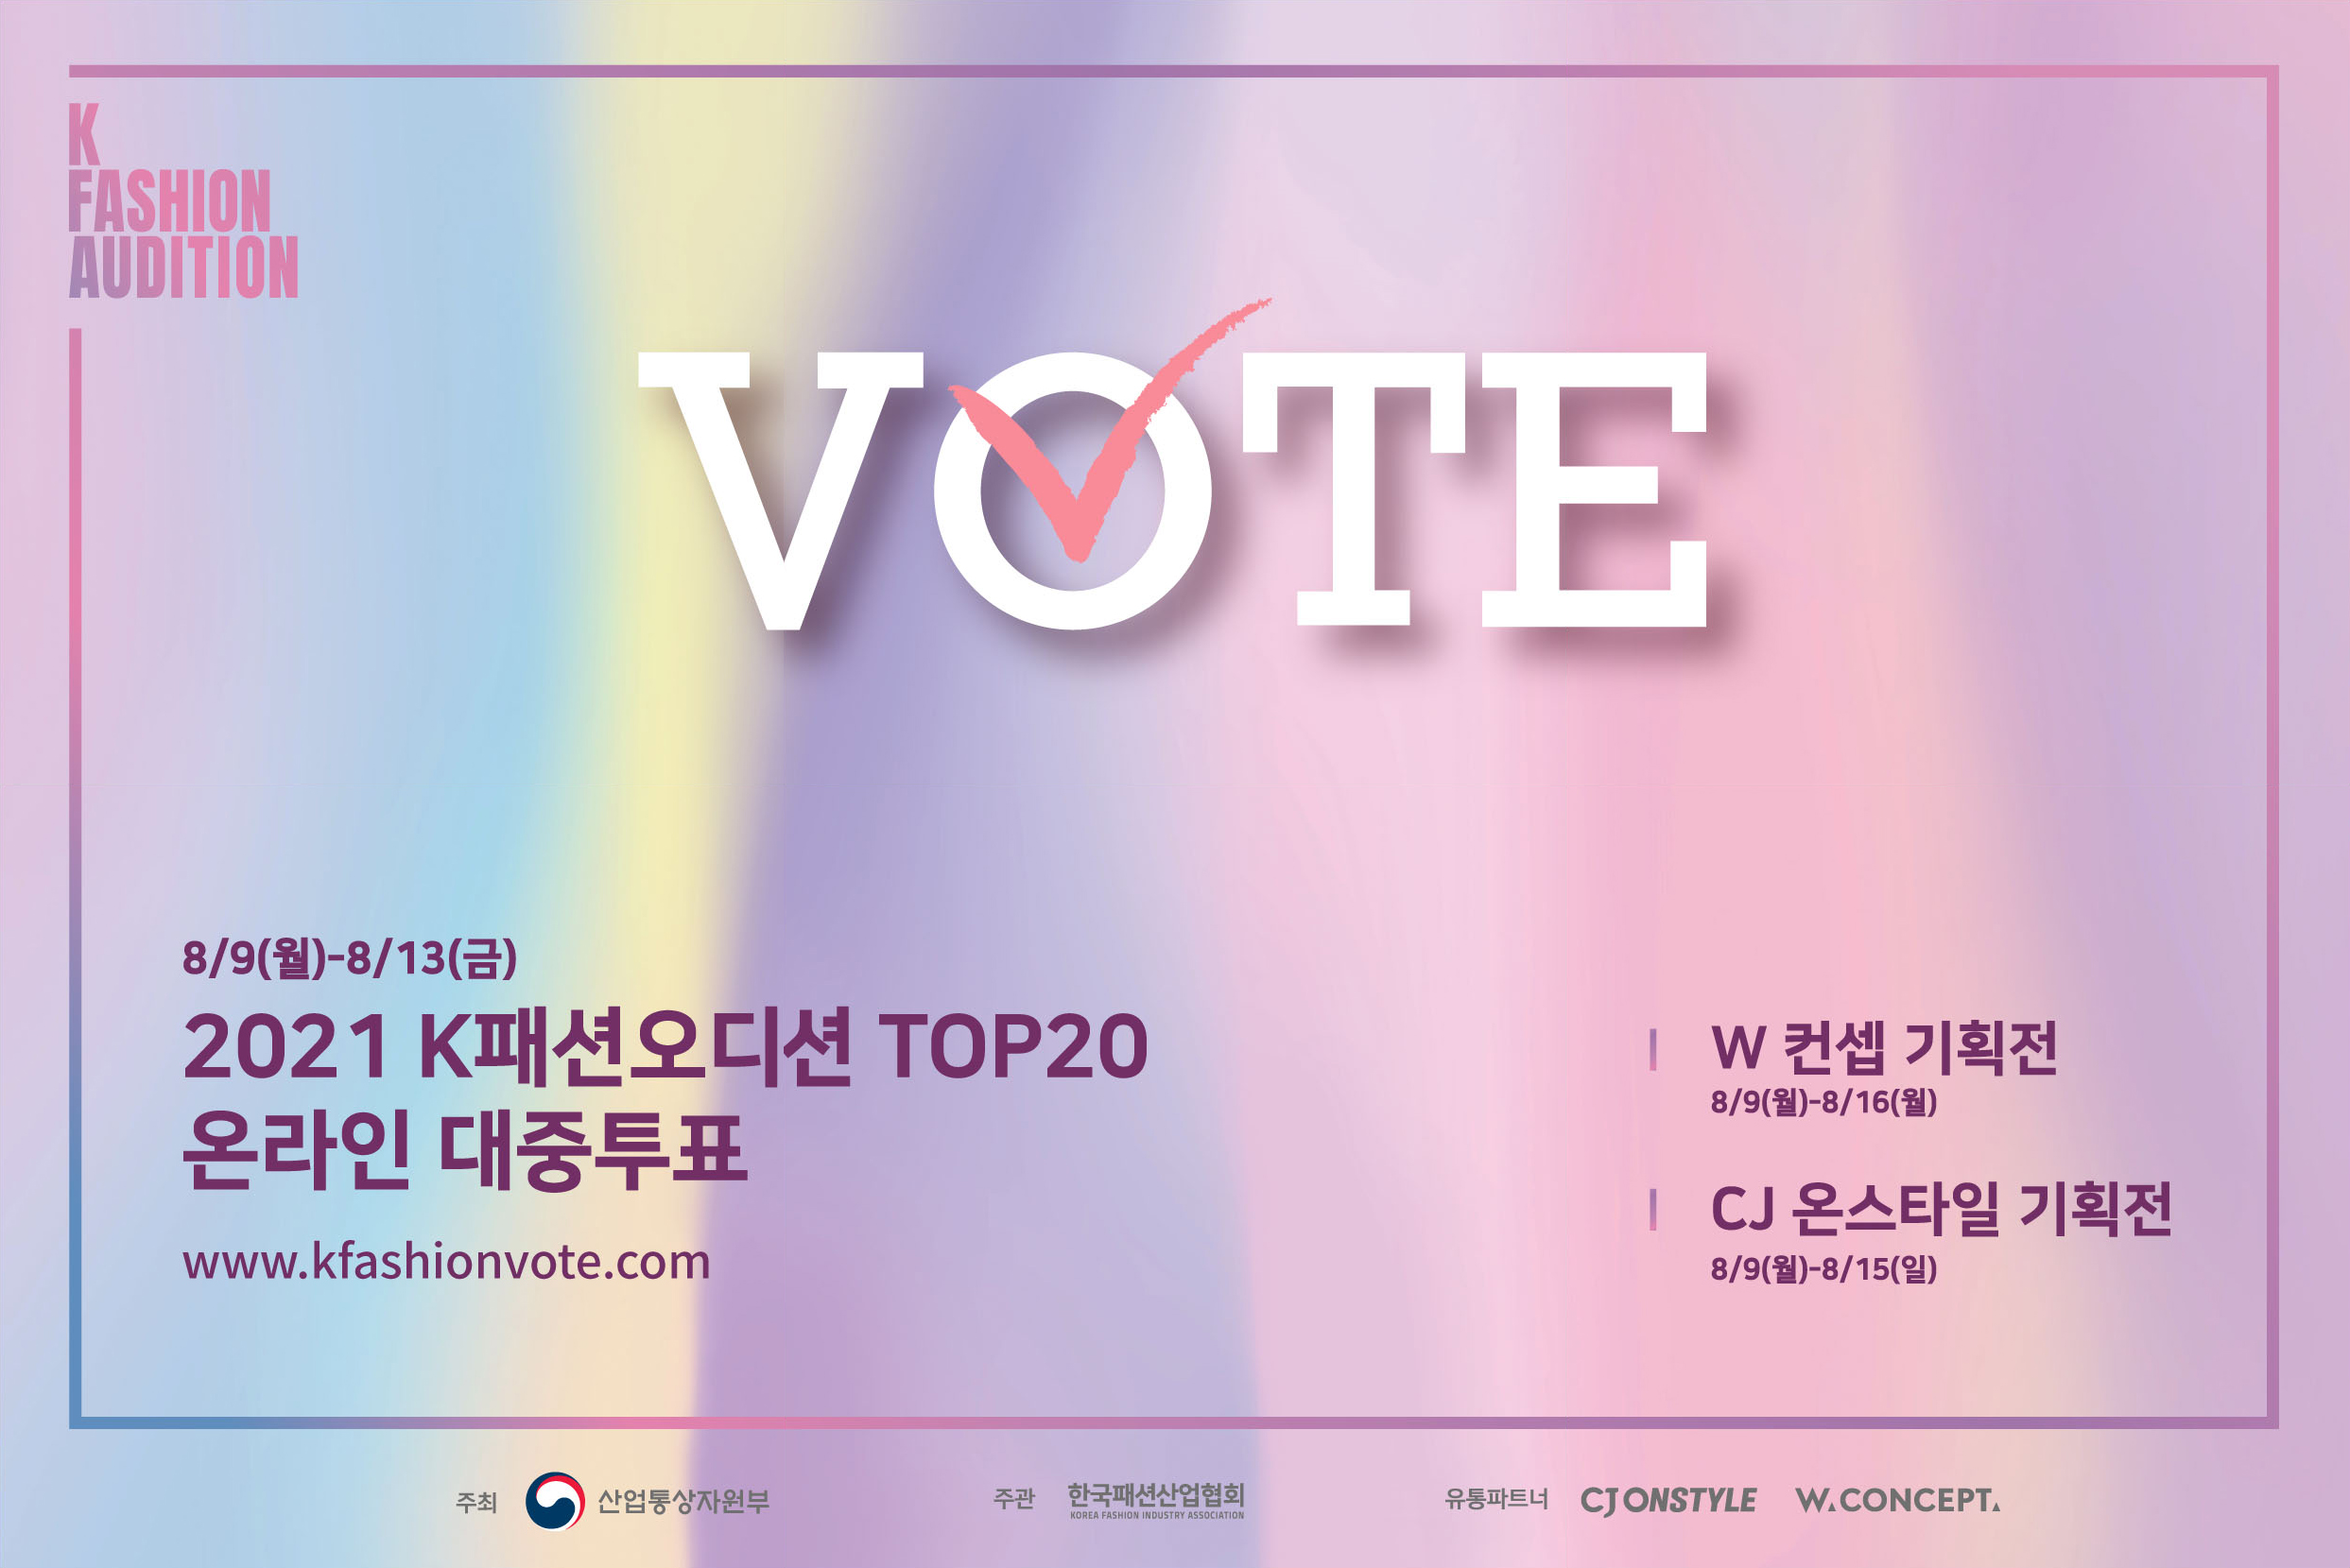 K
FASHION
AUDITION
VOTE
8/9(월)-8/13(금)
2021 K패션오디션 TOP20
온라인 대중투표
www.kfashionvote.com
W 컨셉 기획전
8/9(월)-8/16(월)
CJ 온스타일 기획전
8/9(월)-8/15(일)
주최 산업통상자원부
주관 한국패션산업협회
KOREA FASHION INDUSTRY ASSOCIATION
유통파트너 CJ ONSTYLE W.CONCEPT.